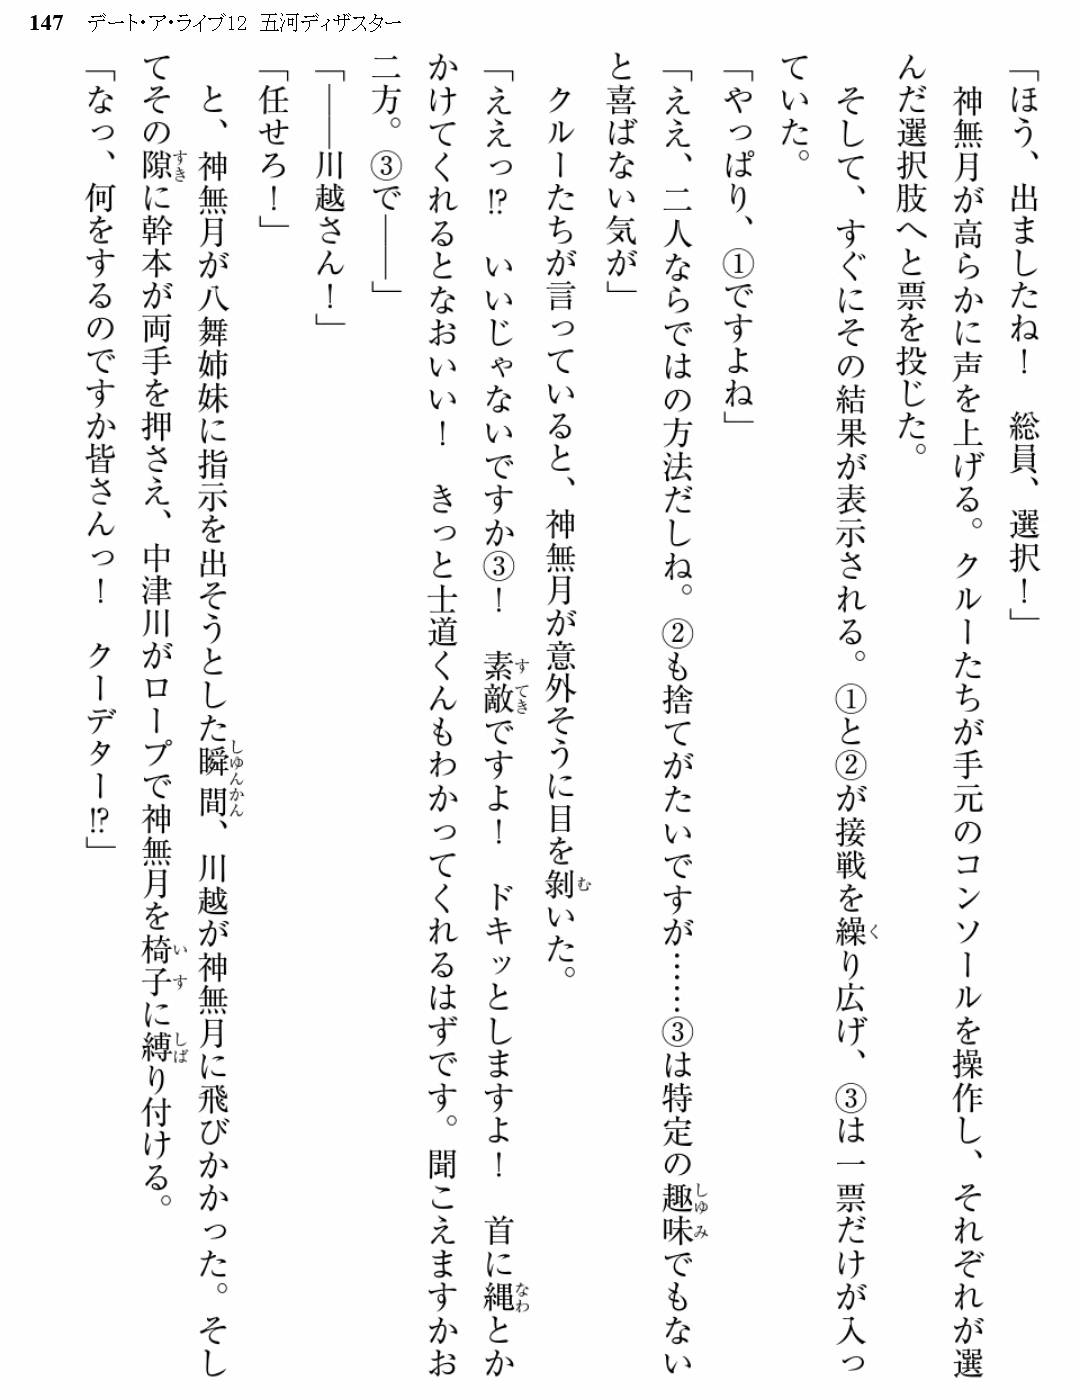 147 デート・ア・ライブ12 五河ディザスター
「ほう、出ましたね！　総員、選択！」
　神無月が高らかに声を上げる。クルーたちが手元のコンソールを操作し、それぞれが選
んだ選択肢へと票を投じた。
　そして、すぐにその結果が表示される。①と②が接戦を繰り広げ、③は一票だけが入っ
ていた。
「やっぱり、①ですよね」
「ええ、二人ならではの方法だしね。②も捨てがたいですが……③は特定の趣味でもない
と喜ばない気が」
　クルーたちが言っていると、神無月が意外そうに目を剝いた。
「ええっ!?　いいじゃないですか③！　素敵ですよ！　ドキッとしますよ！　首に縄とか
かけてくれるとなおいい！　きっと士道くんもわかってくれるはずです。聞こえますかお
二方。③で――」
「――川越さん！」
「任せろ！」
　と、神無月が八舞姉妹に指示を出そうとした瞬間、川越が神無月に飛びかかった。そし
てその隙に幹本が両手を押さえ、中津川がロープで神無月を椅子に縛り付ける。
「なっ、何をするのですか皆さんっ！　クーデター!?」